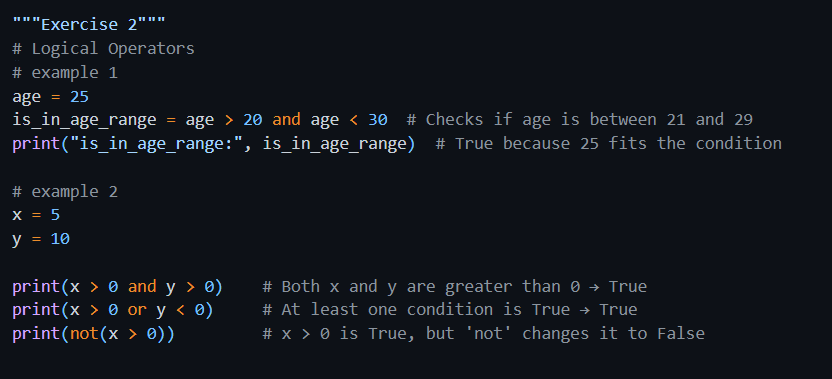 """Exercise 2"""
# Logical Operators
# example 1
age = 25
is_in_age_range = age > 20 and age < 30  # Checks if age is between 21 and 29
print("is_in_age_range:", is_in_age_range)  # True because 25 fits the condition

# example 2
x = 5
y = 10

print(x > 0 and y > 0)    # Both x and y are greater than 0 → True
print(x > 0 or y < 0)     # At least one condition is True → True
print(not(x > 0))         # x > 0 is True, but 'not' changes it to False